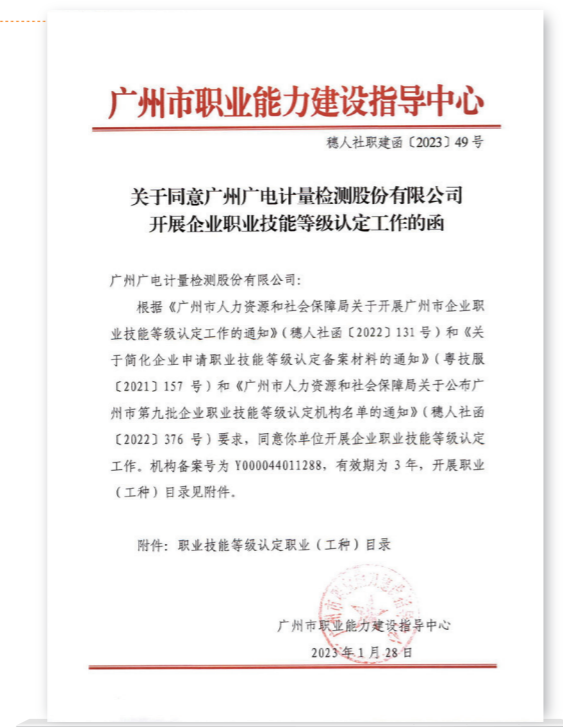 广州市职业能力建设指导中心
穗人社职建函〔2023〕49号
关于同意广州广电计量检测股份有限公司
开展企业职业技能等级认定工作的函
广州广电计量检测股份有限公司:
根据《广州市人力资源和社会保障局关于开展广州市企业职
业技能等级认定工作的通知》(穗人社函〔2022〕131号)和《关
于简化企业申请职业技能等级认定备案材料的通知》(粤技服
〔2021〕157号)和《广州市人力资源和社会保障局关于公布广
州市第九批企业职业技能等级认定机构名单的通知》(穗人社函
〔2022〕376号)要求，同意你单位开展企业职业技能等级认定
工作。机构备案号为Y000044011288，有效期为3年，开展职业
(工种)目录见附件。
附件：职业技能等级认定职业(工种)目录
广州市职业能力建设指导中心
2023年1月28日